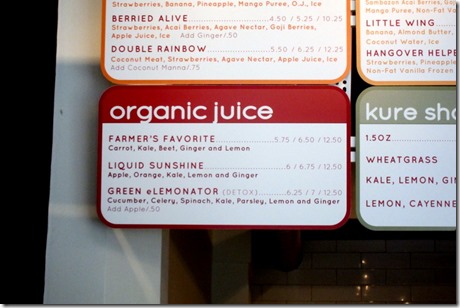 Strawberries, Banana, Pineapple, Mango Puree, O.J., Ice
BERRIED ALIVE 4.50 / 5.25 / 10.25
Strawberries, Acai Berries, Agave Nectar, Goji Berries,
Apple Juice, Ice Add Ginger/.50
DOUBLE RAINBOW 5.50 / 6.25 / 12.50
Coconut Meat, Strawberries, Agave Nectar, Apple Juice, Ice
Add Coconut Manna/.75
organic juice
FARMER'S FAVORITE 5.75 / 6.50 / 12.50
Carrot, Kale, Beet, Ginger and Lemon
LIQUID SUNSHINE 6 / 6.75 / 12.50
Apple, Orange, Kale, Lemon and Ginger
GREEN eLEMONATOR (DETOX) 6.25 / 7 / 12.50
Cucumber, Celery, Spinach, Kale, Parsley, Lemon and Ginger
Add Apple/.50
Mango Puree, Non-Fat
LITTLE WING
Banana, Almond Butter,
Coconut Water, Ice
HANGOVER HELPE
Strawberries, Pineapple,
Non-Fat Vanilla Frozen
kure sho
1.5OZ
WHEATGRASS
KALE, LEMON, GIN
LEMON, CAYENNE